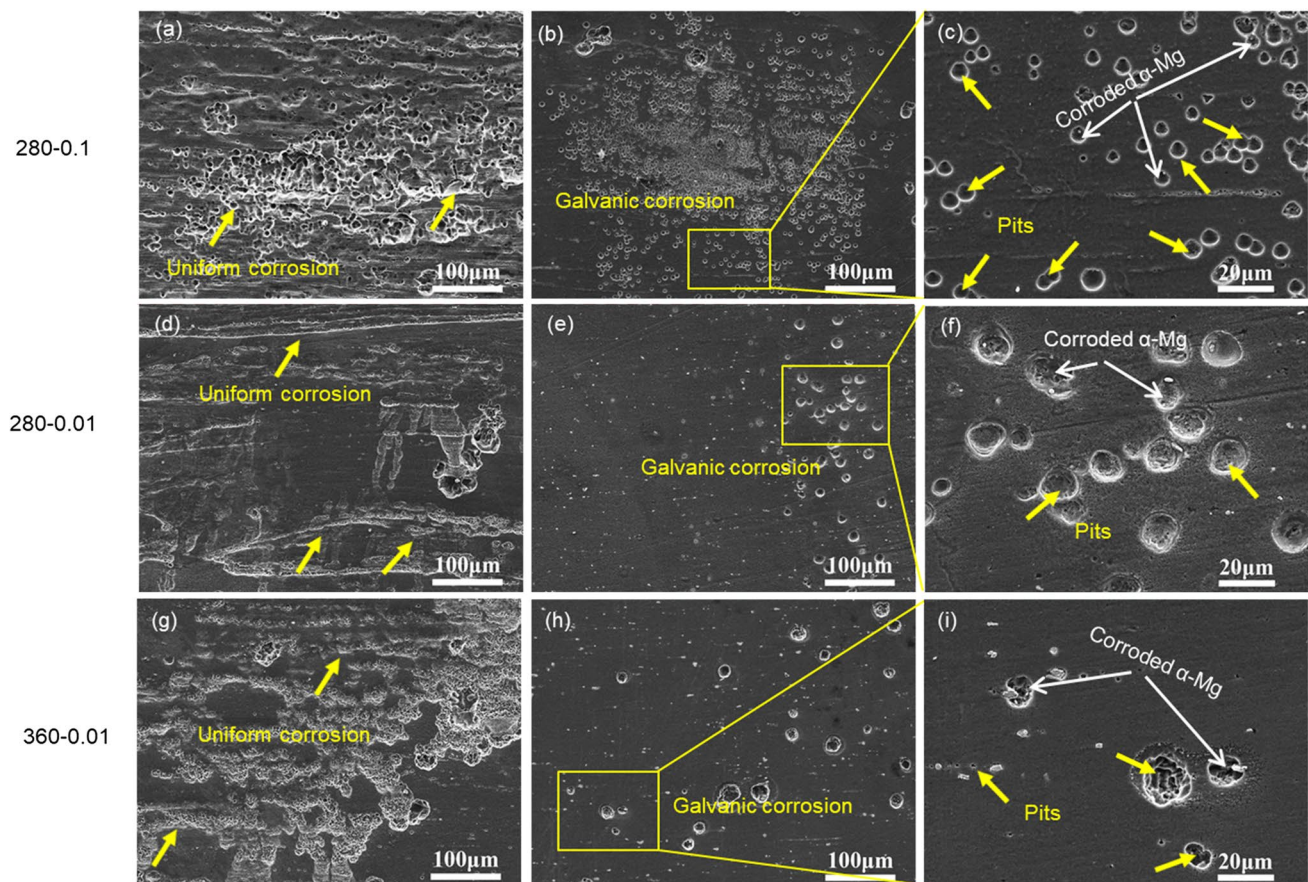 280-0.1
(a)
Uniform corrosion
100μm
(b)
Galvanic corrosion
100μm
(c)
Corroded α-Mg
Pits
20μm
280-0.01
(d)
Uniform corrosion
100μm
(e)
Galvanic corrosion
100μm
(f)
Corroded α-Mg
Pits
20μm
360-0.01
(g)
Uniform corrosion
100μm
(h)
Galvanic corrosion
100μm
(i)
Corroded α-Mg
Pits
20μm